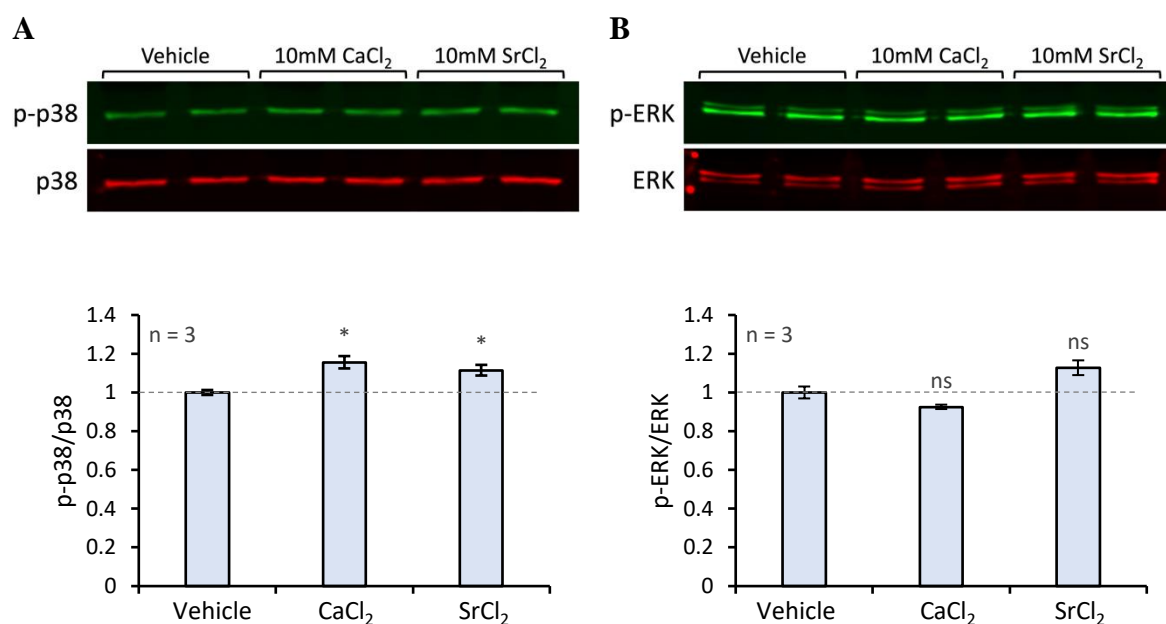 A
Vehicle 10mM CaCl₂ 10mM SrCl₂
p-p38
p38
1.4
1.2
1
0.8
0.6
0.4
0.2
0
p-p38/p38
n = 3
*
*
Vehicle CaCl₂ SrCl₂
B
Vehicle 10mM CaCl₂ 10mM SrCl₂
p-ERK
ERK
1.4
1.2
1
0.8
0.6
0.4
0.2
0
p-ERK/ERK
n = 3
ns
ns
Vehicle CaCl₂ SrCl₂